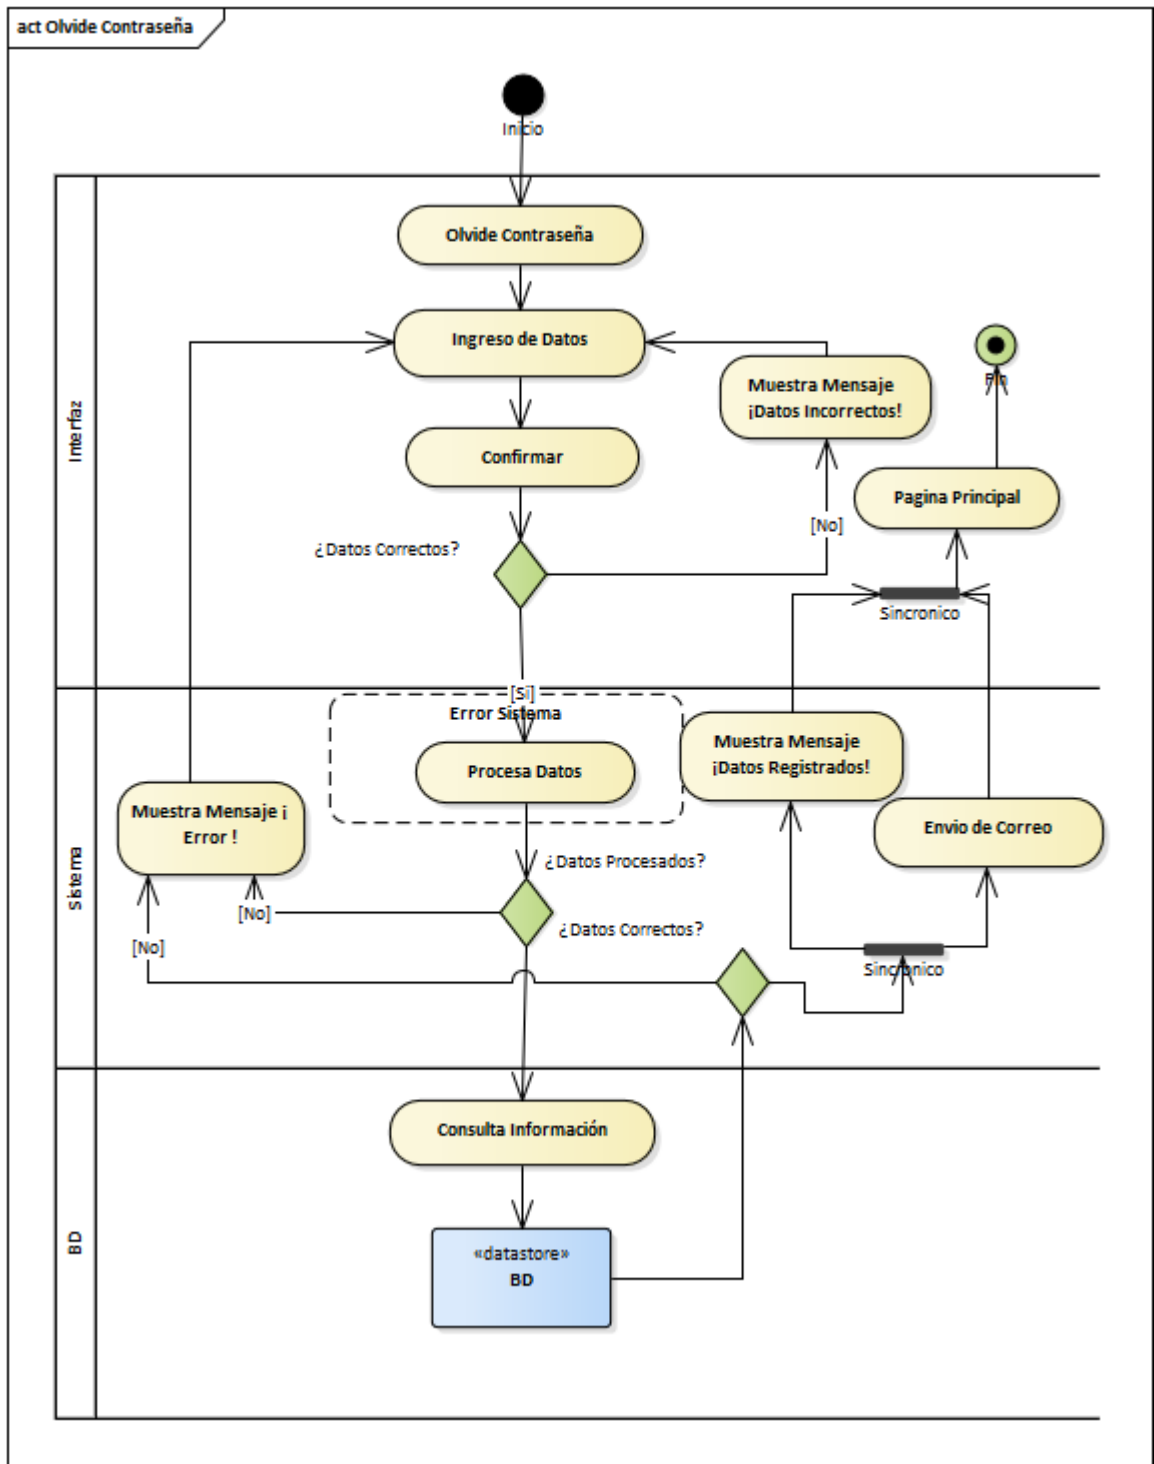 act Olvide Contraseña
Inicio
Interfaz
Olvide Contraseña
Ingreso de Datos
Muestra Mensaje
¡Datos Incorrectos!
Fin
Confirmar
Pagina Principal
[No]
¿Datos Correctos?
Sincronico
[Si]
Error Sistema
Sistema
Procesa Datos
Muestra Mensaje
¡Datos Registrados!
Muestra Mensaje ¡
Error !
Envio de Correo
¿Datos Procesados?
[No]
¿Datos Correctos?
[No]
Sincronico
BD
Consulta Información
«datastore»
BD